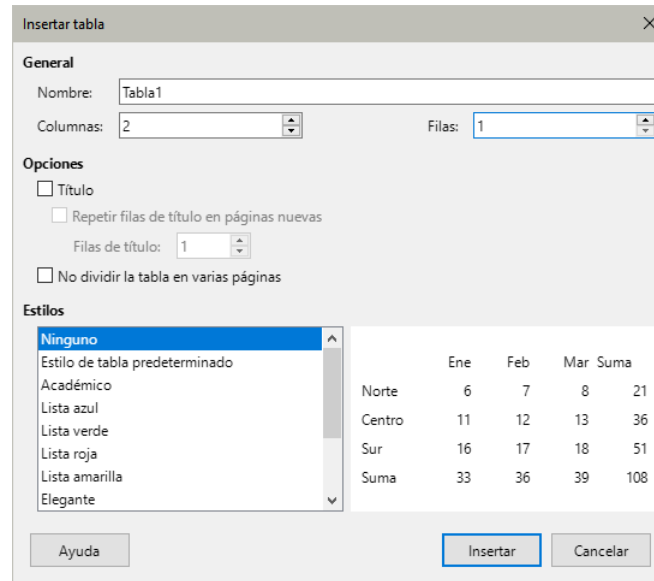 Insertar tabla
General
Nombre: Tabla1
Columnas: 2 Filas: 1
Opciones
Título
Repetir filas de título en páginas nuevas
Filas de título: 1
No dividir la tabla en varias páginas
Estilos
Ninguno
Estilo de tabla predeterminado
Académico
Lista azul
Lista verde
Lista roja
Lista amarilla
Elegante
Ene Feb Mar Suma
Norte 6 7 8 21
Centro 11 12 13 36
Sur 16 17 18 51
Suma 33 36 39 108
Ayuda Insertar Cancelar